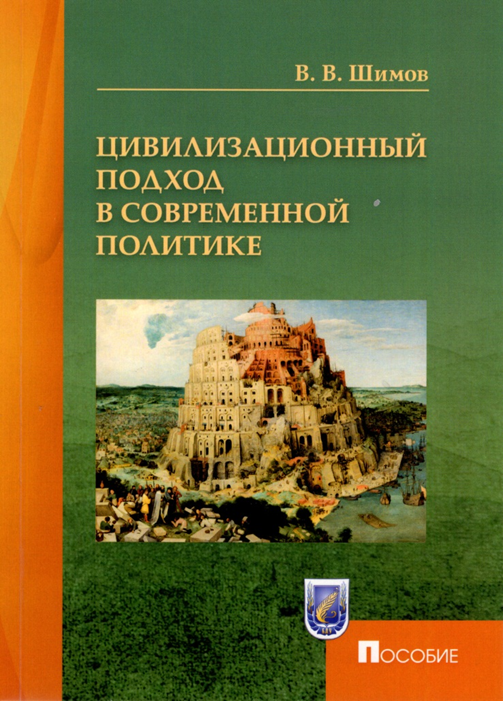 В. В. Шимов
ЦИВИЛИЗАЦИОННЫЙ
ПОДХОД
В СОВРЕМЕННОЙ
ПОЛИТИКЕ
ПОСОБИЕ